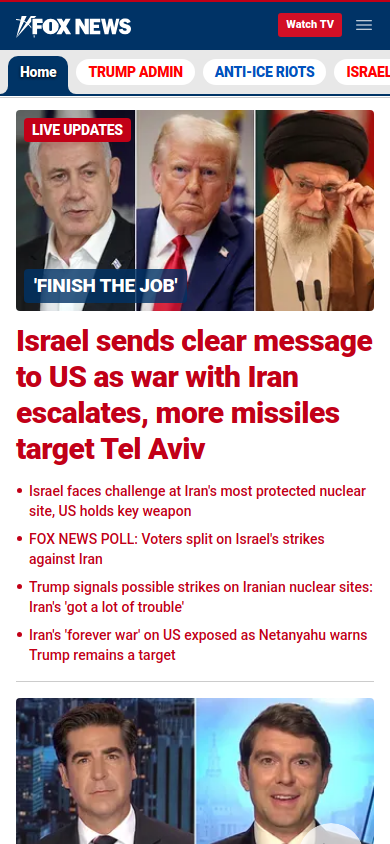 FOX NEWS
Watch TV
Home
TRUMP ADMIN
ANTI-ICE RIOTS
ISRAEL
LIVE UPDATES
'FINISH THE JOB'
Israel sends clear message
to US as war with Iran
escalates, more missiles
target Tel Aviv
• Israel faces challenge at Iran's most protected nuclear
site, US holds key weapon
• FOX NEWS POLL: Voters split on Israel's strikes
against Iran
• Trump signals possible strikes on Iranian nuclear sites:
Iran's 'got a lot of trouble'
• Iran's 'forever war' on US exposed as Netanyahu warns
Trump remains a target